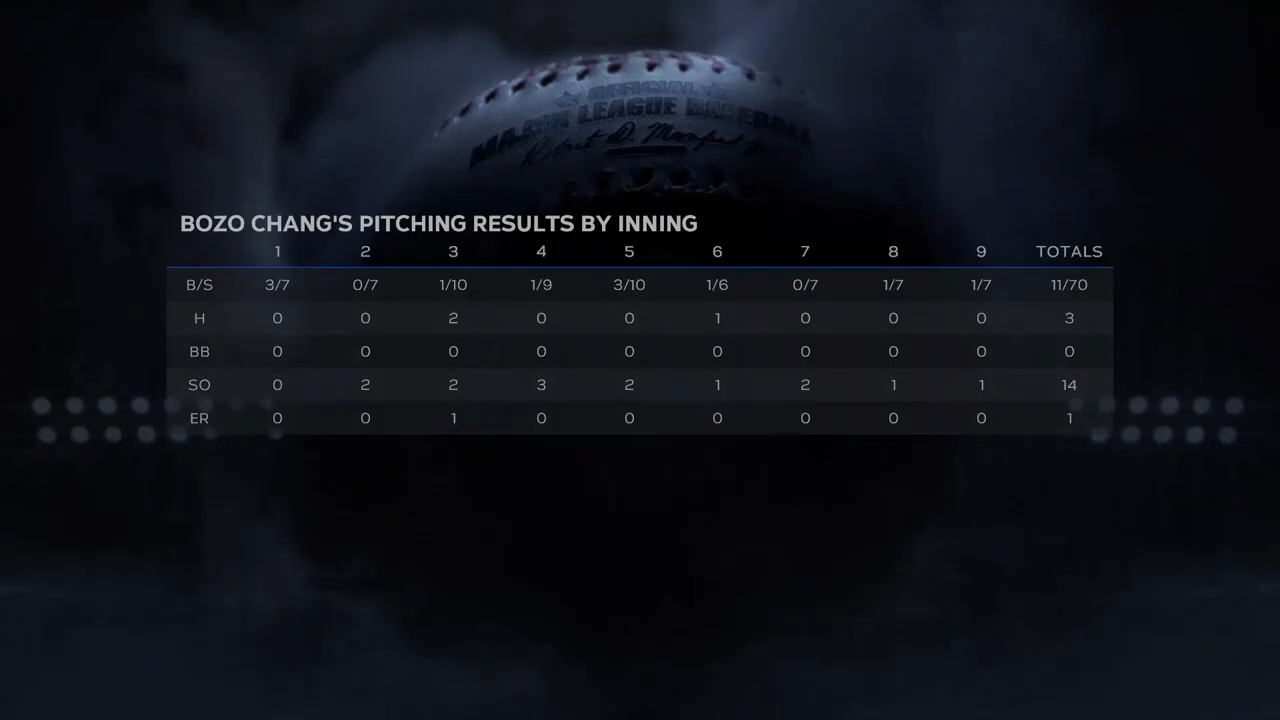 OFFICIAL
MAJOR LEAGUE BASEBALL
BOZO CHANG'S PITCHING RESULTS BY INNING
1 2 3 4 5 6 7 8 9 TOTALS
B/S 3/7 0/7 1/10 1/9 3/10 1/6 0/7 1/7 1/7 11/70
H 0 0 2 0 0 1 0 0 0 3
BB 0 0 0 0 0 0 0 0 0 0
SO 0 2 2 3 2 1 2 1 1 14
ER 0 0 1 0 0 0 0 0 0 1